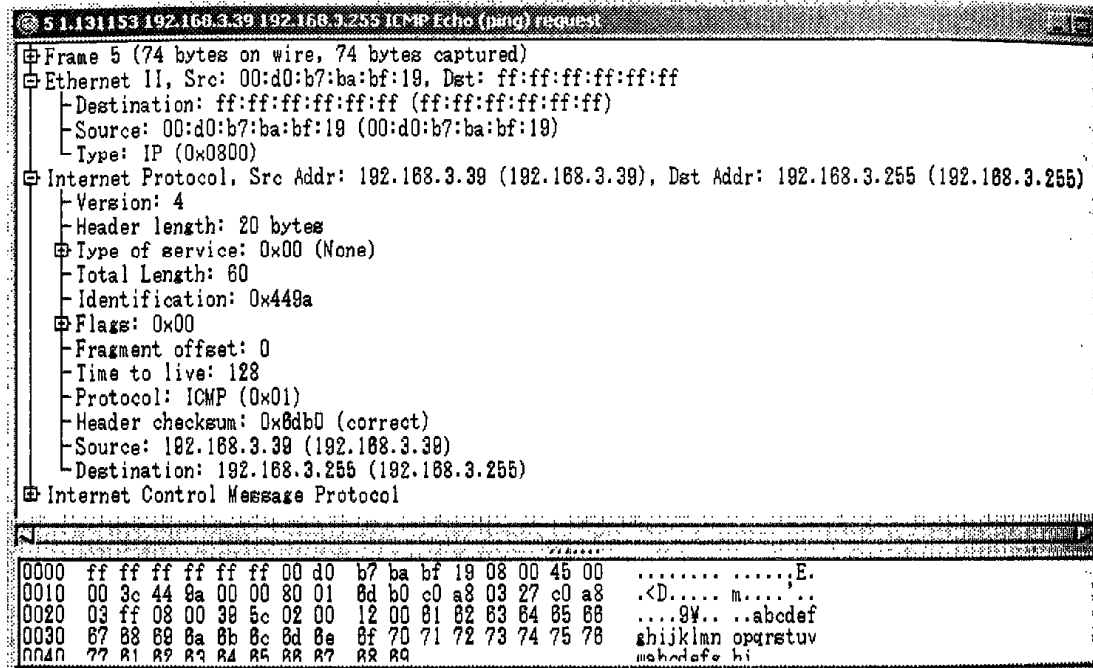 5 1.131153 192.168.3.39 192.168.3.255 ICMP Echo (ping) request
Frame 5 (74 bytes on wire, 74 bytes captured)
Ethernet II, Src: 00:d0:b7:ba:bf:19, Dst: ff:ff:ff:ff:ff:ff
Destination: ff:ff:ff:ff:ff:ff (ff:ff:ff:ff:ff:ff)
Source: 00:d0:b7:ba:bf:19 (00:d0:b7:ba:bf:19)
Type: IP (0x0800)
Internet Protocol, Src Addr: 192.168.3.39 (192.168.3.39), Dst Addr: 192.168.3.255 (192.168.3.255)
Version: 4
Header length: 20 bytes
Type of service: 0x00 (None)
Total Length: 60
Identification: 0x449a
Flags: 0x00
Fragment offset: 0
Time to live: 128
Protocol: ICMP (0x01)
Header checksum: 0x6db0 (correct)
Source: 192.168.3.39 (192.168.3.39)
Destination: 192.168.3.255 (192.168.3.255)
Internet Control Message Protocol
0000 ff ff ff ff ff ff 00 d0 b7 ba bf 19 08 00 45 00 ........ ......E.
0010 00 3c 44 9a 00 00 80 01 6d b0 c0 a8 03 27 c0 a8 .<D..... m....'..
0020 03 ff 08 00 39 5c 02 00 12 00 61 62 63 64 65 66 ....9¥.. ..abcdef
0030 67 68 69 6a 6b 6c 6d 6e 6f 70 71 72 73 74 75 76 ghijklmn opqrstuv
0040 77 61 62 63 64 65 66 67 68 69 wabcdefg hi